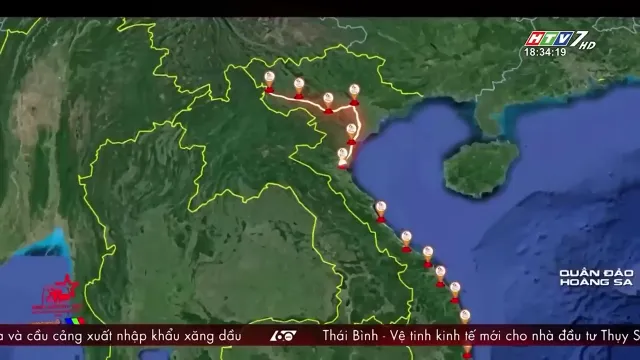 HTV7 HD
18:34:19
QUẦN ĐẢO
HOÀNG SA
a và cầu cảng xuất nhập khẩu xăng dầu 60 Thái Bình - Vệ tinh kinh tế mới cho nhà đầu tư Thụy S